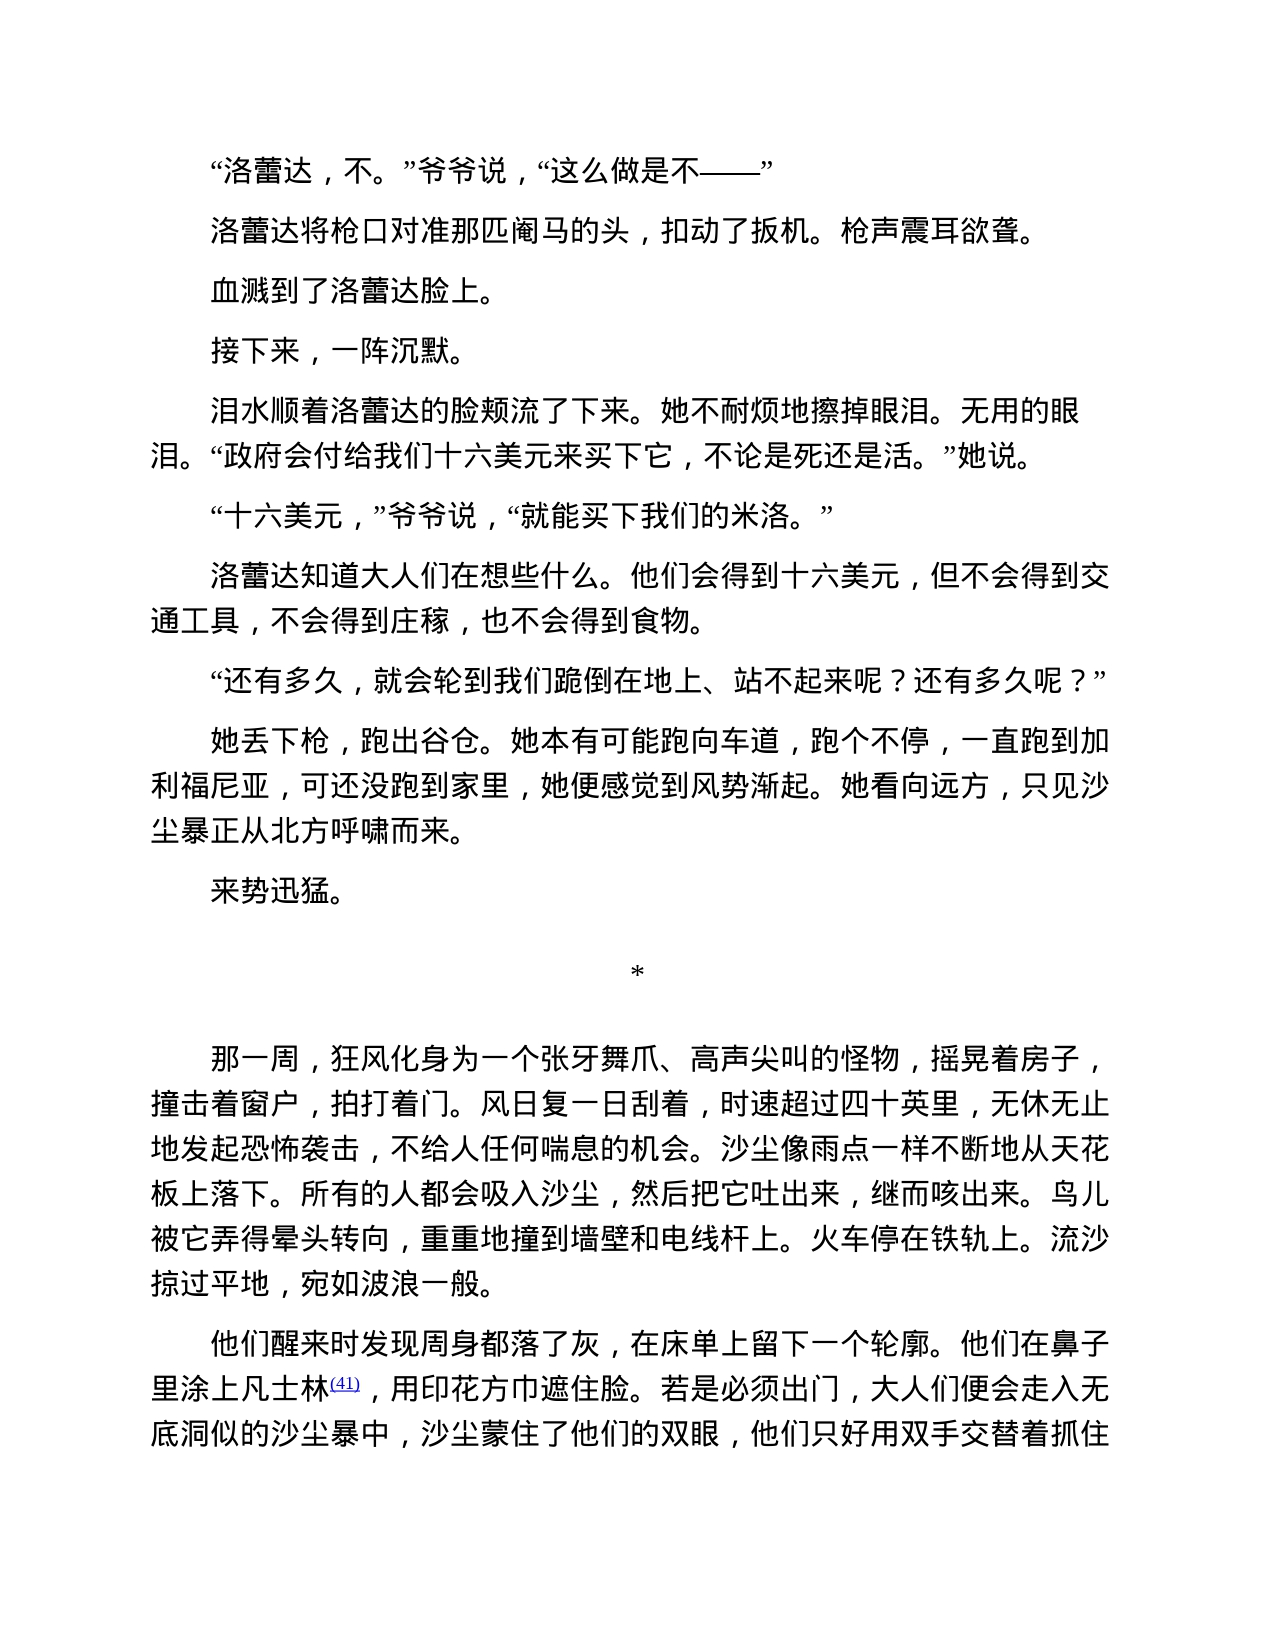 “洛蕾达，不。”爷爷说，“这么做是不——”
洛蕾达将枪口对准那匹阉马的头，扣动了扳机。枪声震耳欲聋。
血溅到了洛蕾达脸上。
接下来，一阵沉默。
泪水顺着洛蕾达的脸颊流了下来。她不耐烦地擦掉眼泪。无用的眼
泪。“政府会付给我们十六美元来买下它，不论是死还是活。”她说。
“十六美元，”爷爷说，“就能买下我们的米洛。”
洛蕾达知道大人们在想些什么。他们会得到十六美元，但不会得到交
通工具，不会得到庄稼，也不会得到食物。
“还有多久，就会轮到我们跪倒在地上、站不起来呢？还有多久呢？”
她丢下枪，跑出谷仓。她本有可能跑向车道，跑个不停，一直跑到加
利福尼亚，可还没跑到家里，她便感觉到风势渐起。她看向远方，只见沙
尘暴正从北方呼啸而来。
来势迅猛。
*
那一周，狂风化身为一个张牙舞爪、高声尖叫的怪物，摇晃着房子，
撞击着窗户，拍打着门。风日复一日刮着，时速超过四十英里，无休无止
地发起恐怖袭击，不给人任何喘息的机会。沙尘像雨点一样不断地从天花
板上落下。所有的人都会吸入沙尘，然后把它吐出来，继而咳出来。鸟儿
被它弄得晕头转向，重重地撞到墙壁和电线杆上。火车停在铁轨上。流沙
掠过平地，宛如波浪一般。
他们醒来时发现周身都落了灰，在床单上留下一个轮廓。他们在鼻子
里涂上凡士林(41)，用印花方巾遮住脸。若是必须出门，大人们便会走入无
底洞似的沙尘暴中，沙尘蒙住了他们的双眼，他们只好用双手交替着抓住